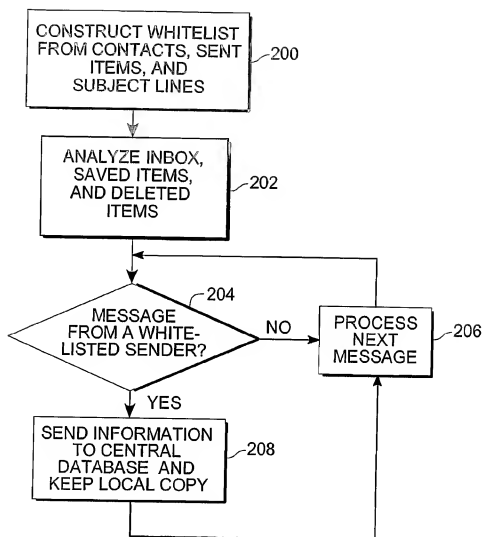 CONSTRUCT WHITELIST
FROM CONTACTS, SENT
ITEMS, AND
SUBJECT LINES
200
ANALYZE INBOX,
SAVED ITEMS,
AND DELETED
ITEMS
202
204
MESSAGE
FROM A WHITE-
LISTED SENDER?
NO
PROCESS
NEXT
MESSAGE
206
YES
SEND INFORMATION
TO CENTRAL
DATABASE AND
KEEP LOCAL COPY
208